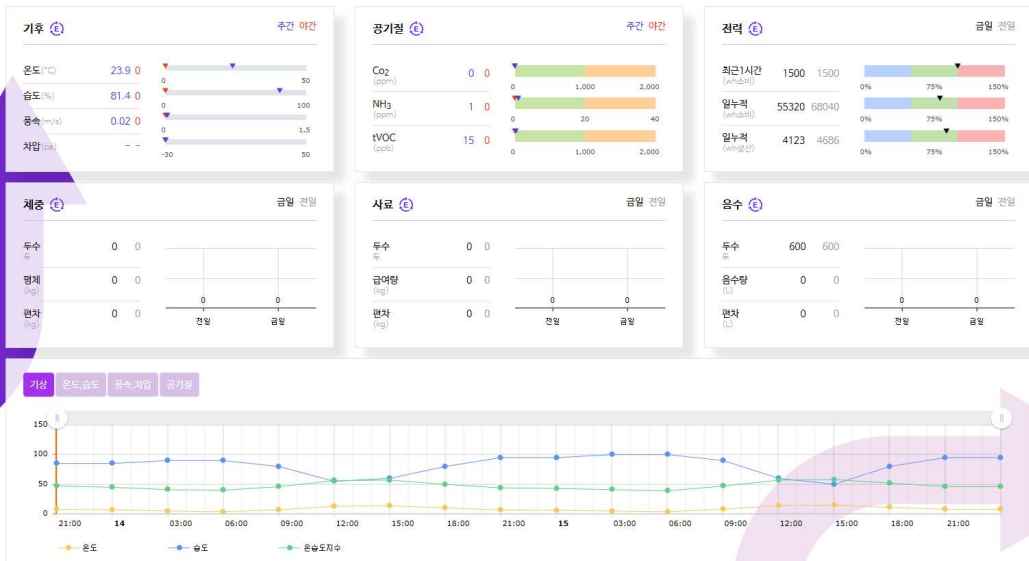 기후 E 주간 야간
온도(°C) 23.9 0
0 50
습도(%) 81.4 0
0 100
풍속(m/s) 0.02 0
0 1.5
차압(pa) - -
-30 50
공기질 E 주간 야간
Co2 0 0
(ppm)
0 1,000 2,000
NH3 1 0
(ppm)
0 20 40
tVOC 15 0
(ppb)
0 1,000 2,000
전력 E 금일 전일
최근1시간 1500 1500
(wh소비)
0% 75% 150%
일누적 55320 68040
(wh소비)
0% 75% 150%
일누적 4123 4686
(wh생산)
0% 75% 150%
체중 E 금일 전일
두수 0 0
두
평체 0 0
(kg)
편차 0 0
(kg)
0 0
전일 금일
사료 E 금일 전일
두수 0 0
두
급여량 0 0
(kg)
편차 0 0
(kg)
0 0
전일 금일
음수 E 금일 전일
두수 600 600
두
음수량 0 0
(L)
편차 0 0
(L)
0 0
전일 금일
기상 온도,습도 풍속,차압 공기질
150
100
50
0
21:00 14 03:00 06:00 09:00 12:00 15:00 18:00 21:00 15 03:00 06:00 09:00 12:00 15:00 18:00 21:00
온도 습도 온습도지수